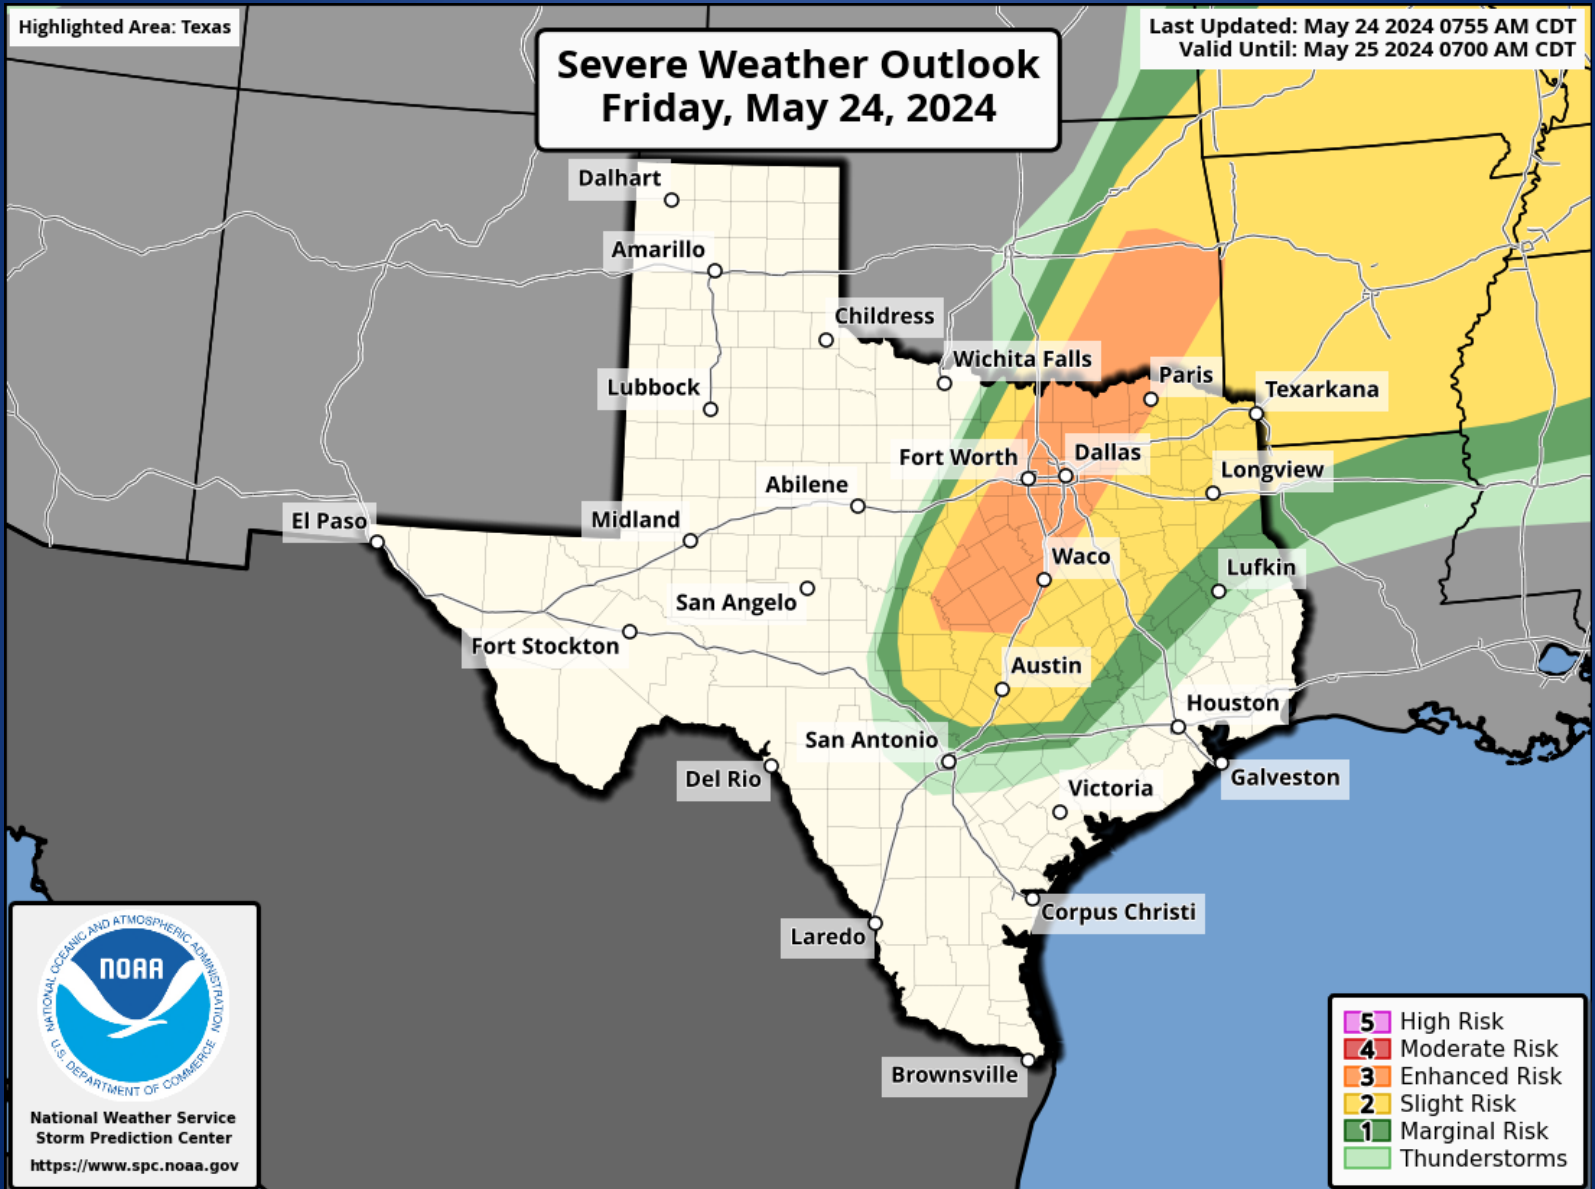 Highlighted Area: Texas
Severe Weather Outlook
Friday, May 24, 2024
Last Updated: May 24 2024 0755 AM CDT
Valid Until: May 25 2024 0700 AM CDT
Dalhart
Amarillo
Childress
Wichita Falls
Lubbock
Paris
Texarkana
Fort Worth
Dallas
Longview
Abilene
El Paso
Midland
Waco
Lufkin
San Angelo
Fort Stockton
Austin
Houston
San Antonio
Del Rio
Galveston
Victoria
Corpus Christi
Laredo
Brownsville
NATIONAL OCEANIC AND ATMOSPHERIC ADMINISTRATION
NOAA
U.S. DEPARTMENT OF COMMERCE
National Weather Service
Storm Prediction Center
https://www.spc.noaa.gov
5 High Risk
4 Moderate Risk
3 Enhanced Risk
2 Slight Risk
1 Marginal Risk
Thunderstorms